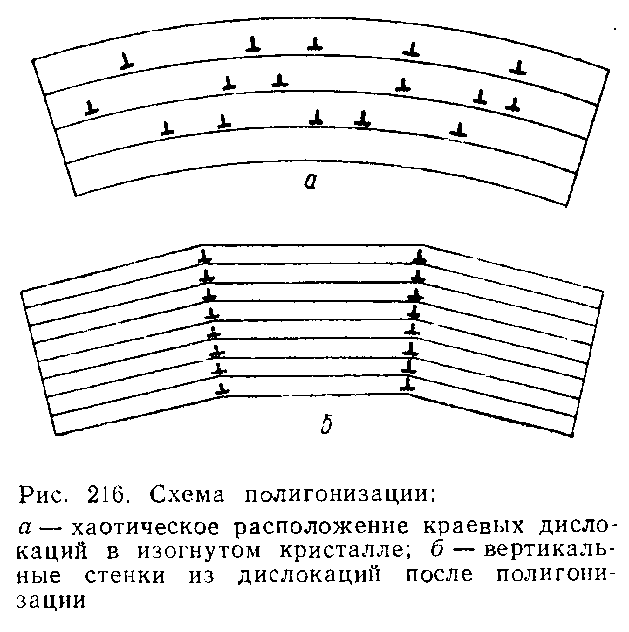 а
б
Рис. 216. Схема полигонизации:
а — хаотическое расположение краевых дисло-
каций в изогнутом кристалле; б — вертикаль-
ные стенки из дислокаций после полигони-
зации